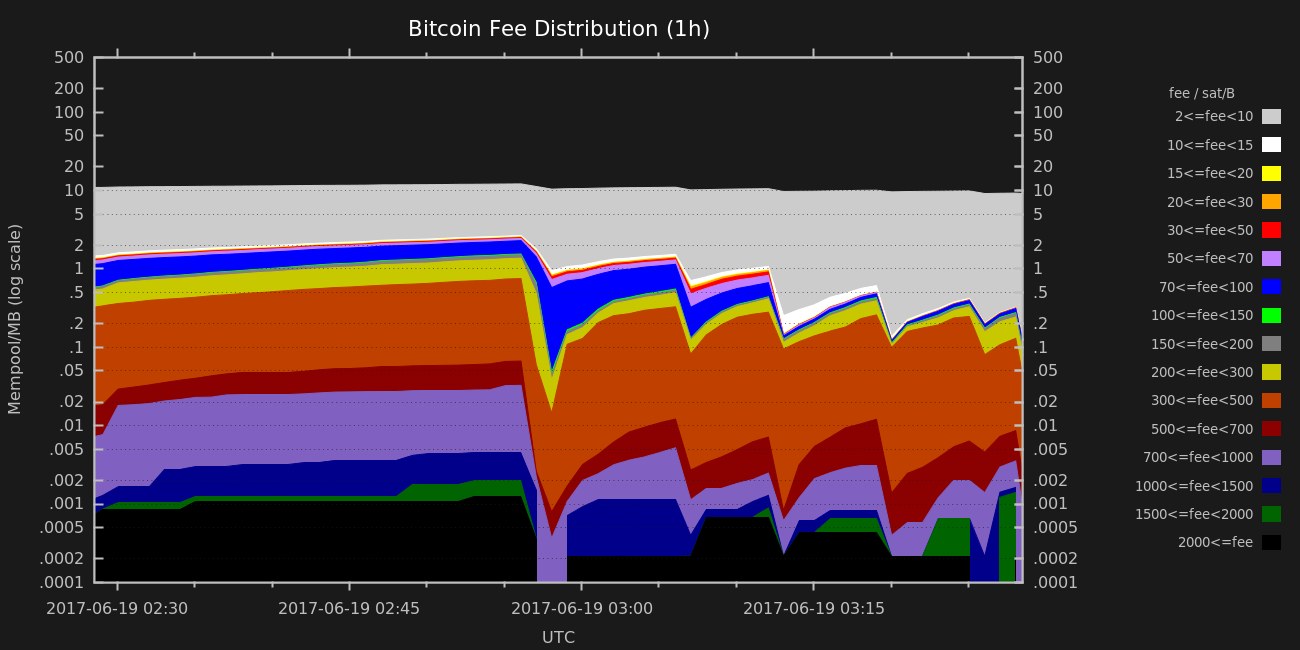 Bitcoin Fee Distribution (1h)
500 500
200 200
100 100
50 50
20 20
10 10
5 5
2 2
1 1
.5 .5
.2 .2
.1 .1
.05 .05
.02 .02
.01 .01
.005 .005
.002 .002
.001 .001
.0005 .0005
.0002 .0002
.0001 .0001
Mempool/MB (log scale)
2017-06-19 02:30 2017-06-19 02:45 2017-06-19 03:00 2017-06-19 03:15
UTC
fee / sat/B
2<=fee<10
10<=fee<15
15<=fee<20
20<=fee<30
30<=fee<50
50<=fee<70
70<=fee<100
100<=fee<150
150<=fee<200
200<=fee<300
300<=fee<500
500<=fee<700
700<=fee<1000
1000<=fee<1500
1500<=fee<2000
2000<=fee